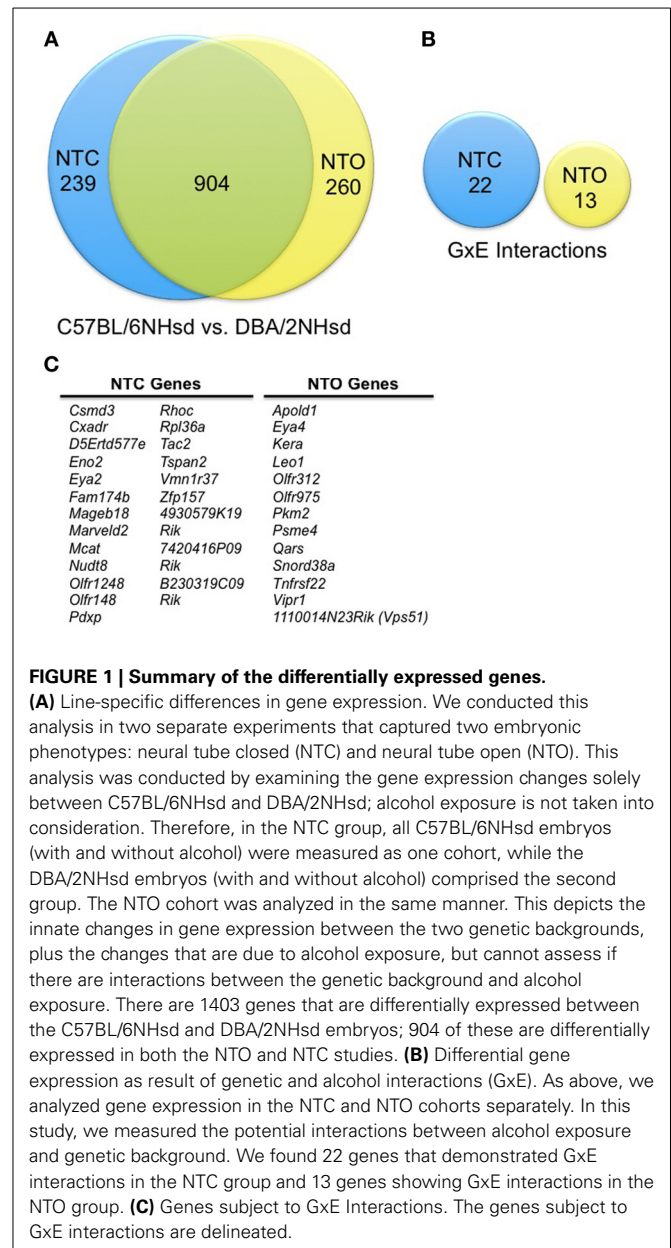 A
B
NTC
239
904
NTO
260
NTC
22
NTO
13
GxE Interactions
C57BL/6NHsd vs. DBA/2NHsd
C
NTC Genes
NTO Genes
Csmd3 Rhoc Apold1
Cxadr Rpl36a Eya4
D5Ertd577e Tac2 Kera
Eno2 Tspan2 Leo1
Eya2 Vmn1r37 Olfr312
Fam174b Zfp157 Olfr975
Mageb18 4930579K19 Pkm2
Marveld2 Rik Psme4
Mcat 7420416P09 Qars
Nudt8 Rik Snord38a
Olfr1248 B230319C09 Tnfrsf22
Olfr148 Rik Vipr1
Pdxp 1110014N23Rik (Vps51)
FIGURE 1 | Summary of the differentially expressed genes.
(A) Line-specific differences in gene expression. We conducted this
analysis in two separate experiments that captured two embryonic
phenotypes: neural tube closed (NTC) and neural tube open (NTO). This
analysis was conducted by examining the gene expression changes solely
between C57BL/6NHsd and DBA/2NHsd; alcohol exposure is not taken into
consideration. Therefore, in the NTC group, all C57BL/6NHsd embryos
(with and without alcohol) were measured as one cohort, while the
DBA/2NHsd embryos (with and without alcohol) comprised the second
group. The NTO cohort was analyzed in the same manner. This depicts the
innate changes in gene expression between the two genetic backgrounds,
plus the changes that are due to alcohol exposure, but cannot assess if
there are interactions between the genetic background and alcohol
exposure. There are 1403 genes that are differentially expressed between
the C57BL/6NHsd and DBA/2NHsd embryos; 904 of these are differentially
expressed in both the NTO and NTC studies. (B) Differential gene
expression as result of genetic and alcohol interactions (GxE). As above, we
analyzed gene expression in the NTC and NTO cohorts separately. In this
study, we measured the potential interactions between alcohol exposure
and genetic background. We found 22 genes that demonstrated GxE
interactions in the NTC group and 13 genes showing GxE interactions in the
NTO group. (C) Genes subject to GxE Interactions. The genes subject to
GxE interactions are delineated.